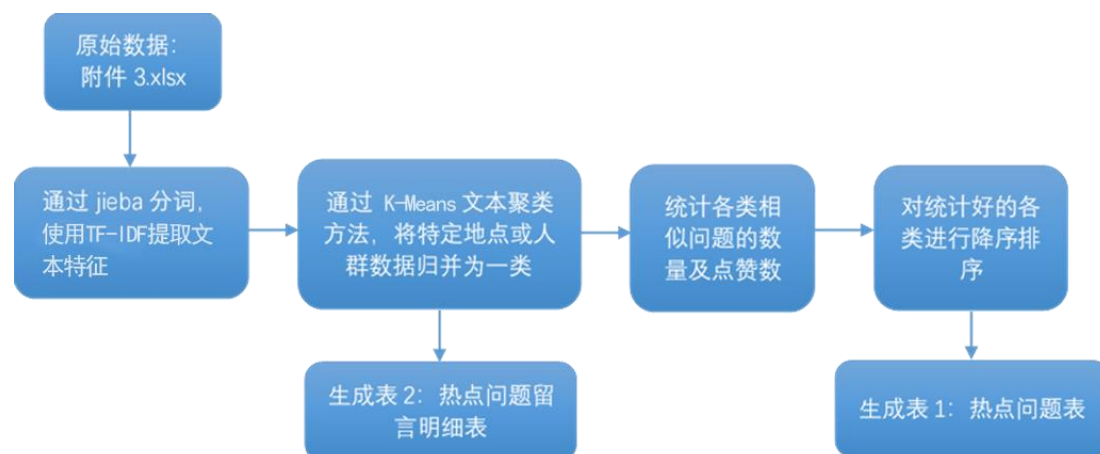 原始数据：
附件 3.xlsx
通过 jieba 分词，
使用TF-IDF提取文
本特征
通过 K-Means 文本聚类
方法，将特定地点或人
群数据归并为一类
统计各类相
似问题的数
量及点赞数
对统计好的各
类进行降序排
序
生成表 2：热点问题留
言明细表
生成表 1：热点问题表